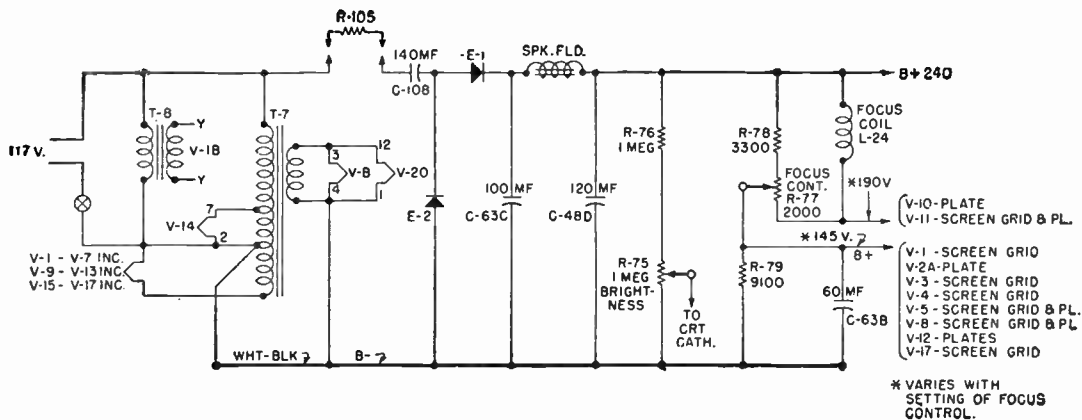 R-105
140MF
C-108
-E-1
SPK. FLD.
B+ 240
T-8
Y
V-18
Y
T-7
117 V.
3
12
V-8
V-20
4
1
7
V-14
2
E-2
100 MF
C-63C
120 MF
C-48D
R-76
1 MEG
R-78
3300
FOCUS
COIL
L-24
FOCUS
CONT.
R-77
2000
*190V
V-10-PLATE
V-11-SCREEN GRID & PL.
V-1 - V-7 INC.
V-9 - V-13 INC.
V-15 - V-17 INC.
R-75
1 MEG
BRIGHT-
NESS
TO
CRT
CATH.
* 145 V.
B+
R-79
9100
60 MF
C-63B
V-1 -SCREEN GRID
V-2A-PLATE
V-3 -SCREEN GRID
V-4 -SCREEN GRID
V-5 -SCREEN GRID & PL.
V-8 -SCREEN GRID & PL.
V-12 -PLATES
V-17-SCREEN GRID
WHT-BLK
B-
* VARIES WITH
SETTING OF FOCUS
CONTROL.